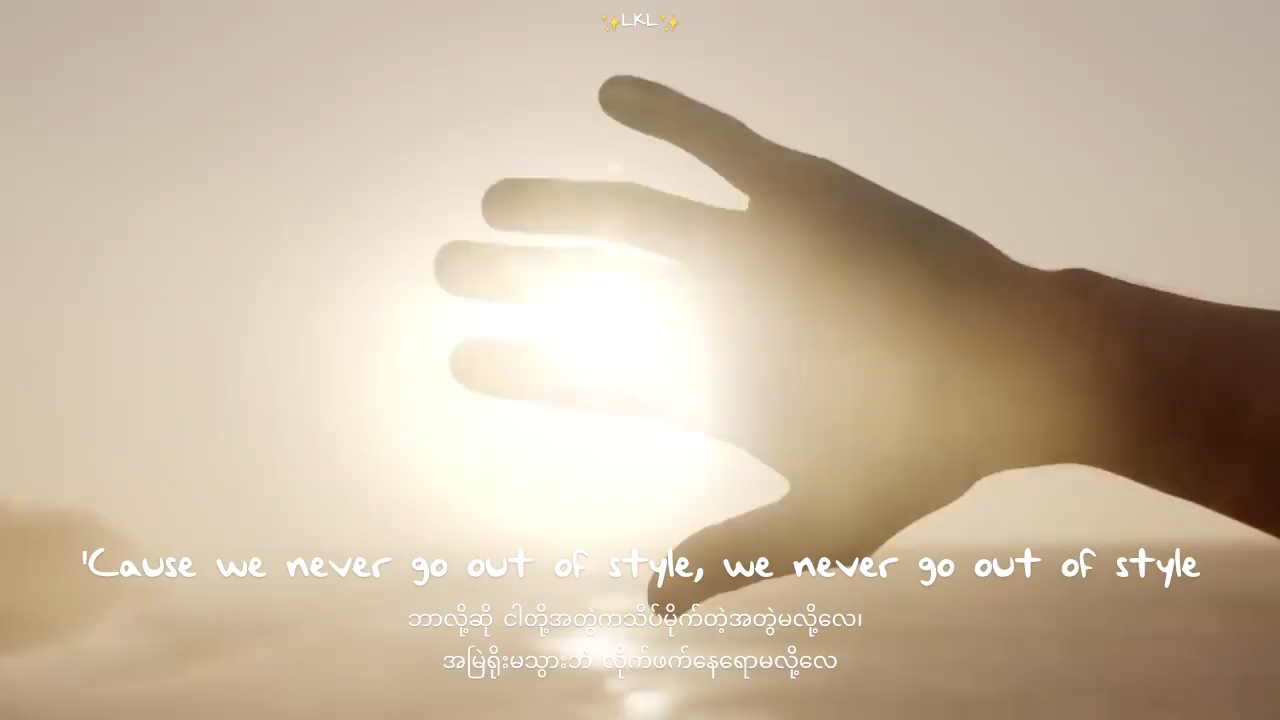 ✨LKL✨
'Cause we never go out of style, we never go out of style
ဘာလို့ဆို ငါတို့အတွဲကသိပ်မိုက်တဲ့အတွဲမလို့လေ၊
အမြဲရိုးမသွားဘဲ လိုက်ဖက်နေရောမလို့လေ